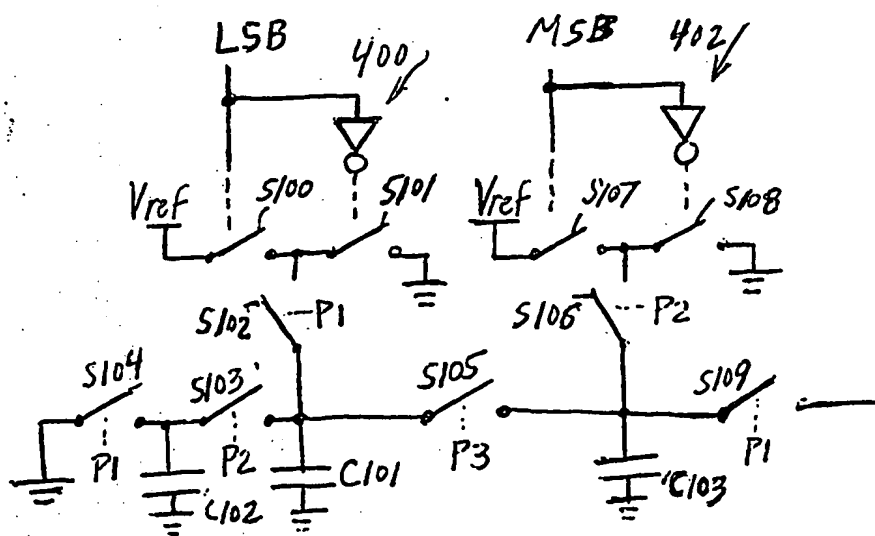 LSB
400
MSB
402
Vref
S100
S101
Vref
S107
S108
S102
P1
S106
P2
S104
S103
S105
S109
P1
P2
P3
P1
C102
C101
C103